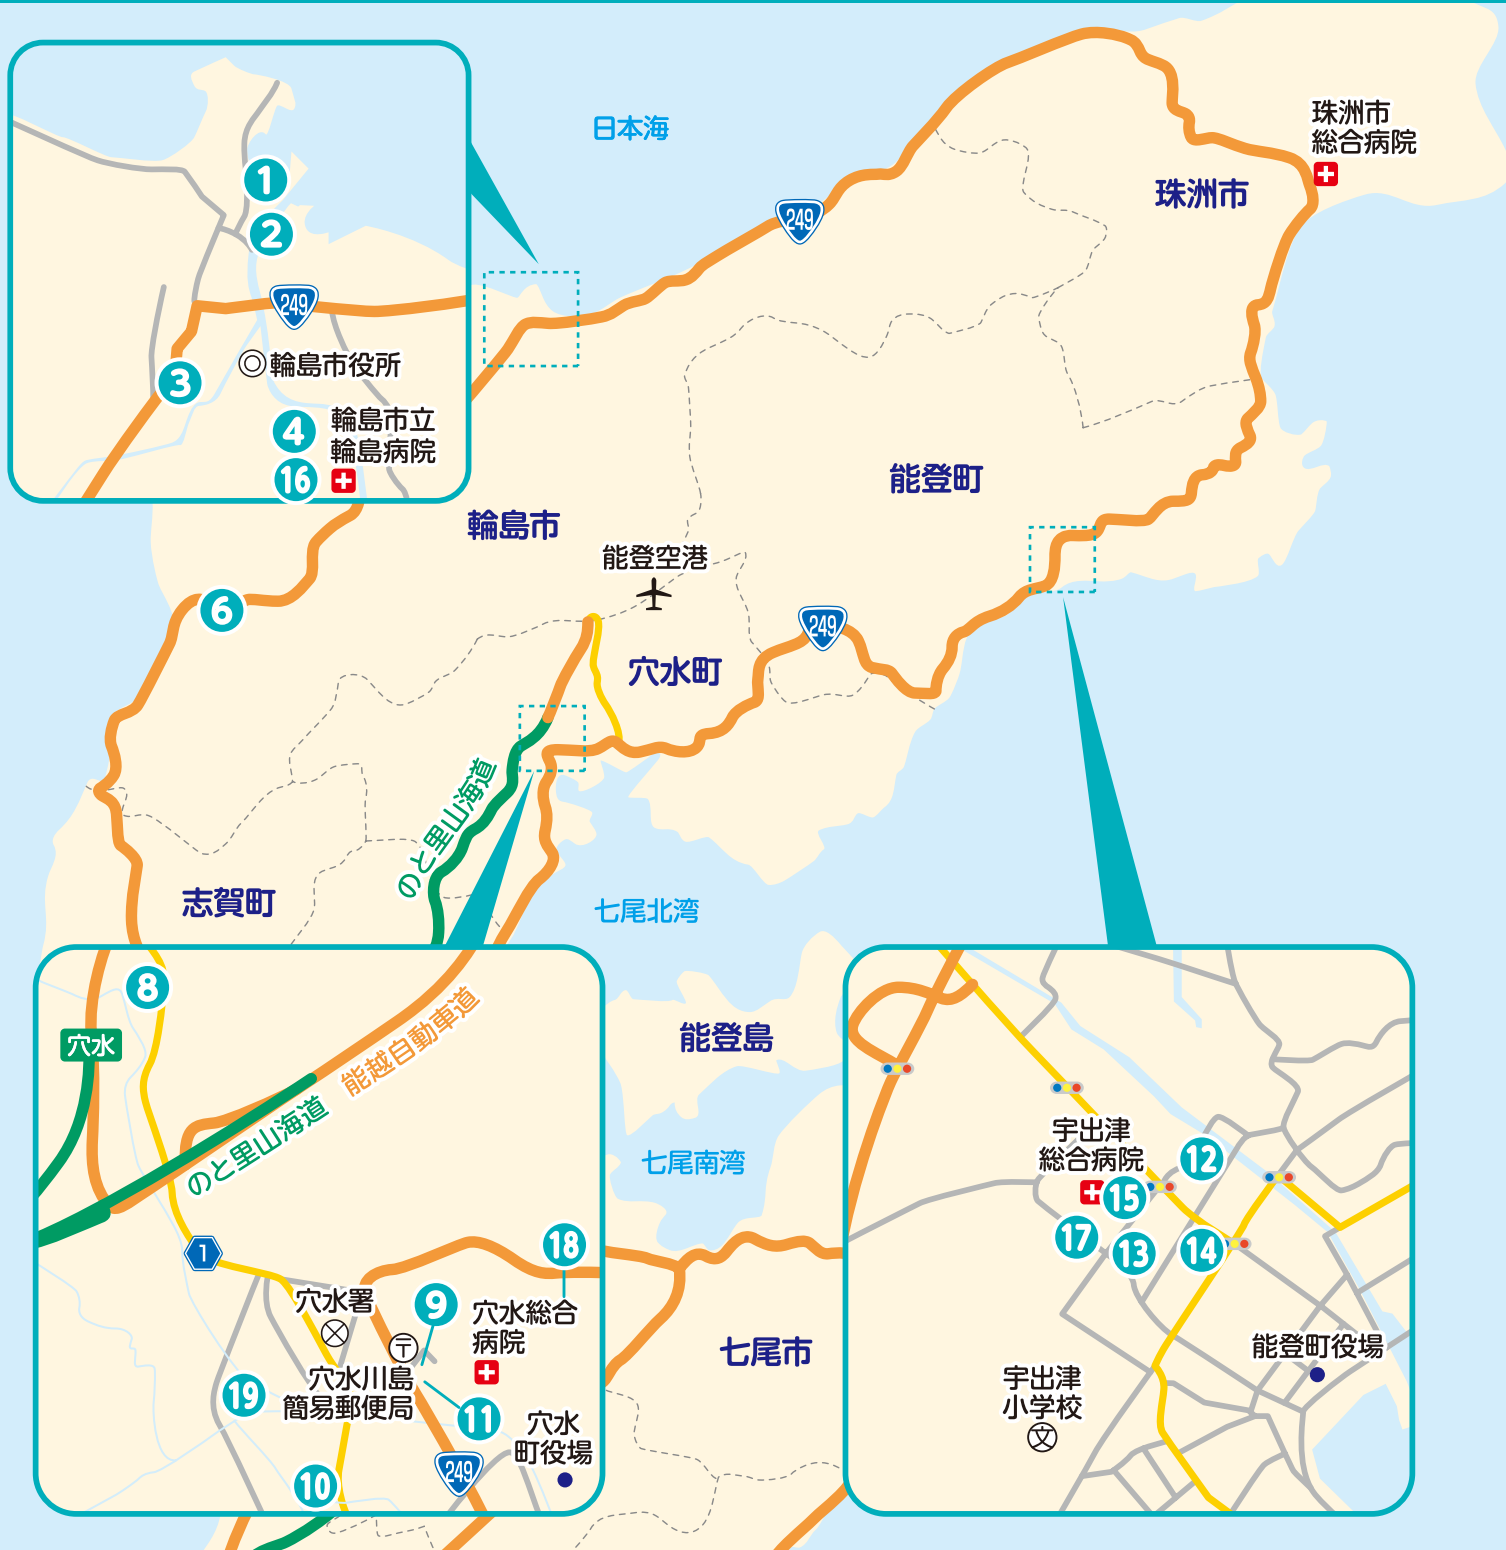 日本海
珠洲市
総合病院
珠洲市
249
1
2
249
輪島市役所
3
4
輪島市立
輪島病院
16
輪島市
能登町
能登空港
6
249
穴水町
のと里山海道
志賀町
七尾北湾
能登島
七尾南湾
七尾市
8
穴水
能越自動車道
のと里山海道
1
18
穴水署
9
穴水総合
病院
〒
穴水川島
簡易郵便局
19
11
穴水
町役場
249
10
宇出津
総合病院
12
15
17
13
14
能登町役場
宇出津
小学校
文